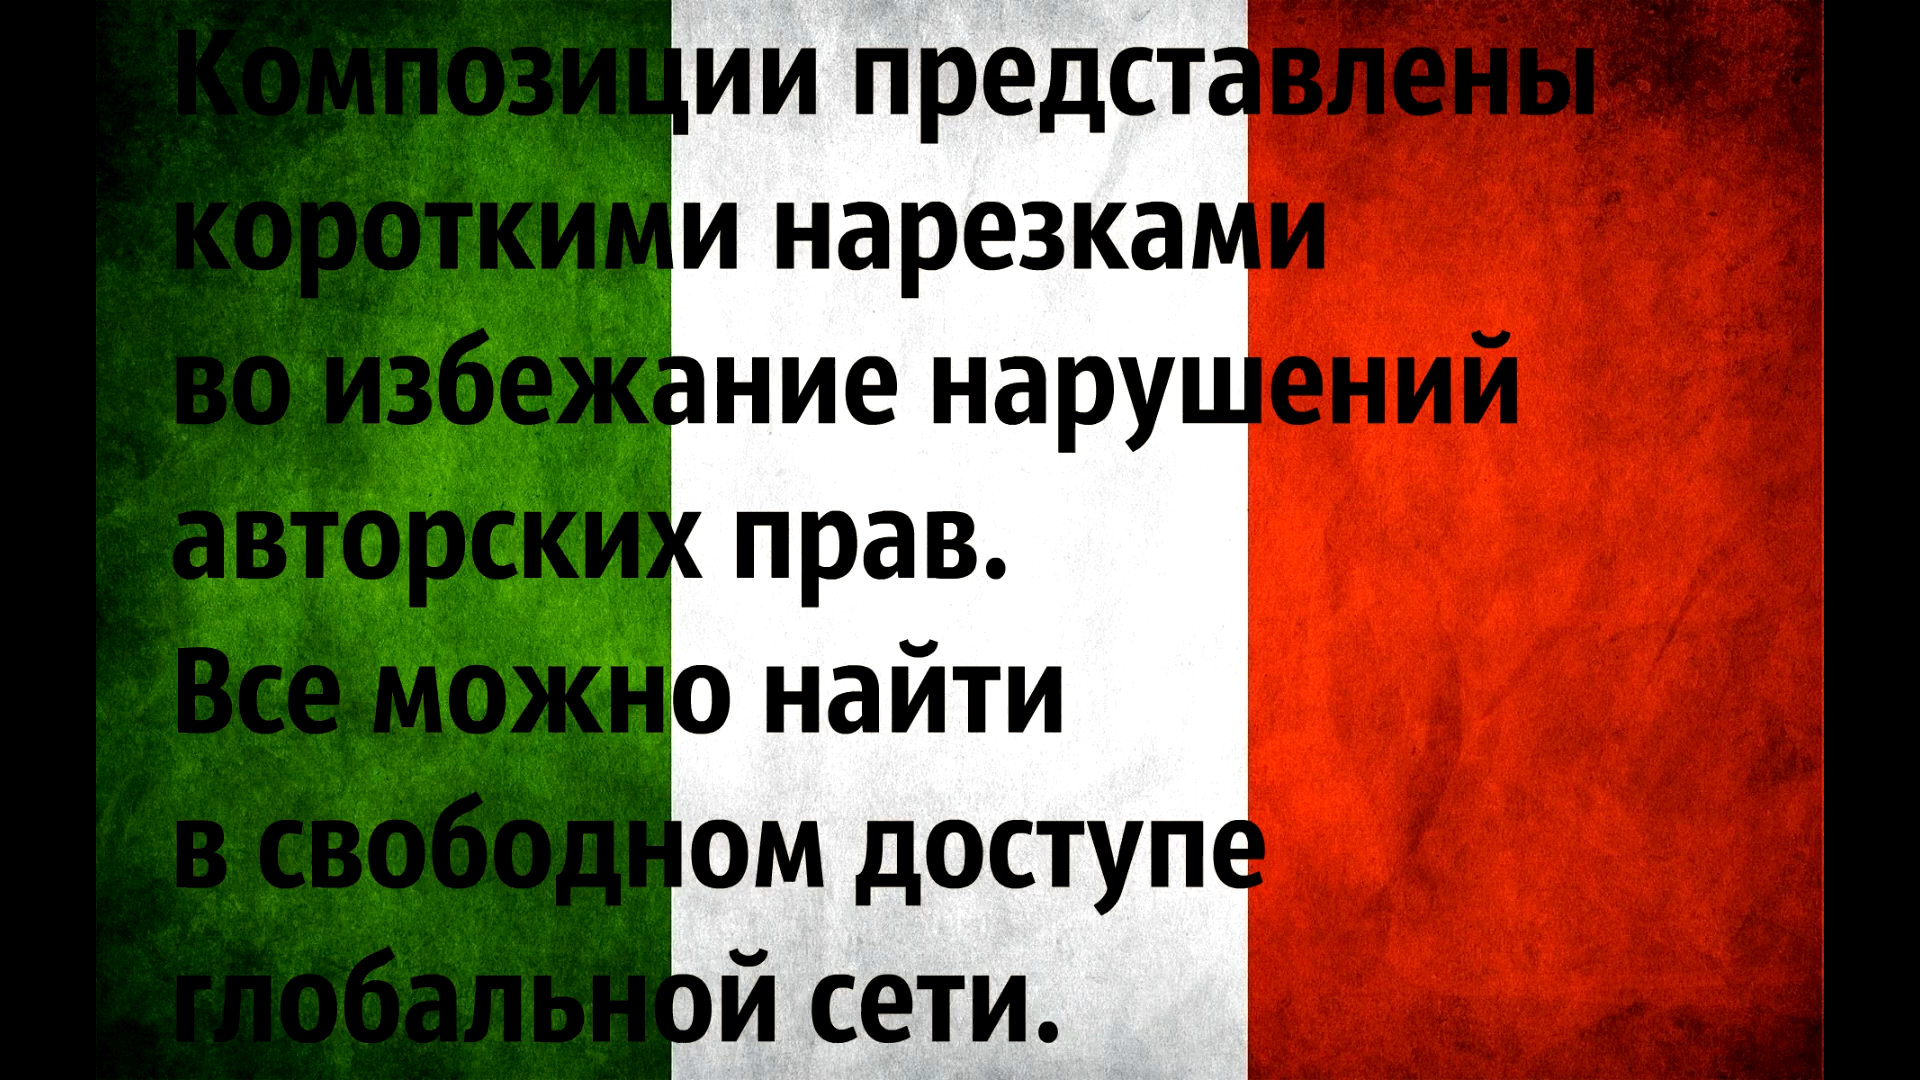 Композиции представлены
короткими нарезками
во избежание нарушений
авторских прав.
Все можно найти
в свободном доступе
глобальной сети.